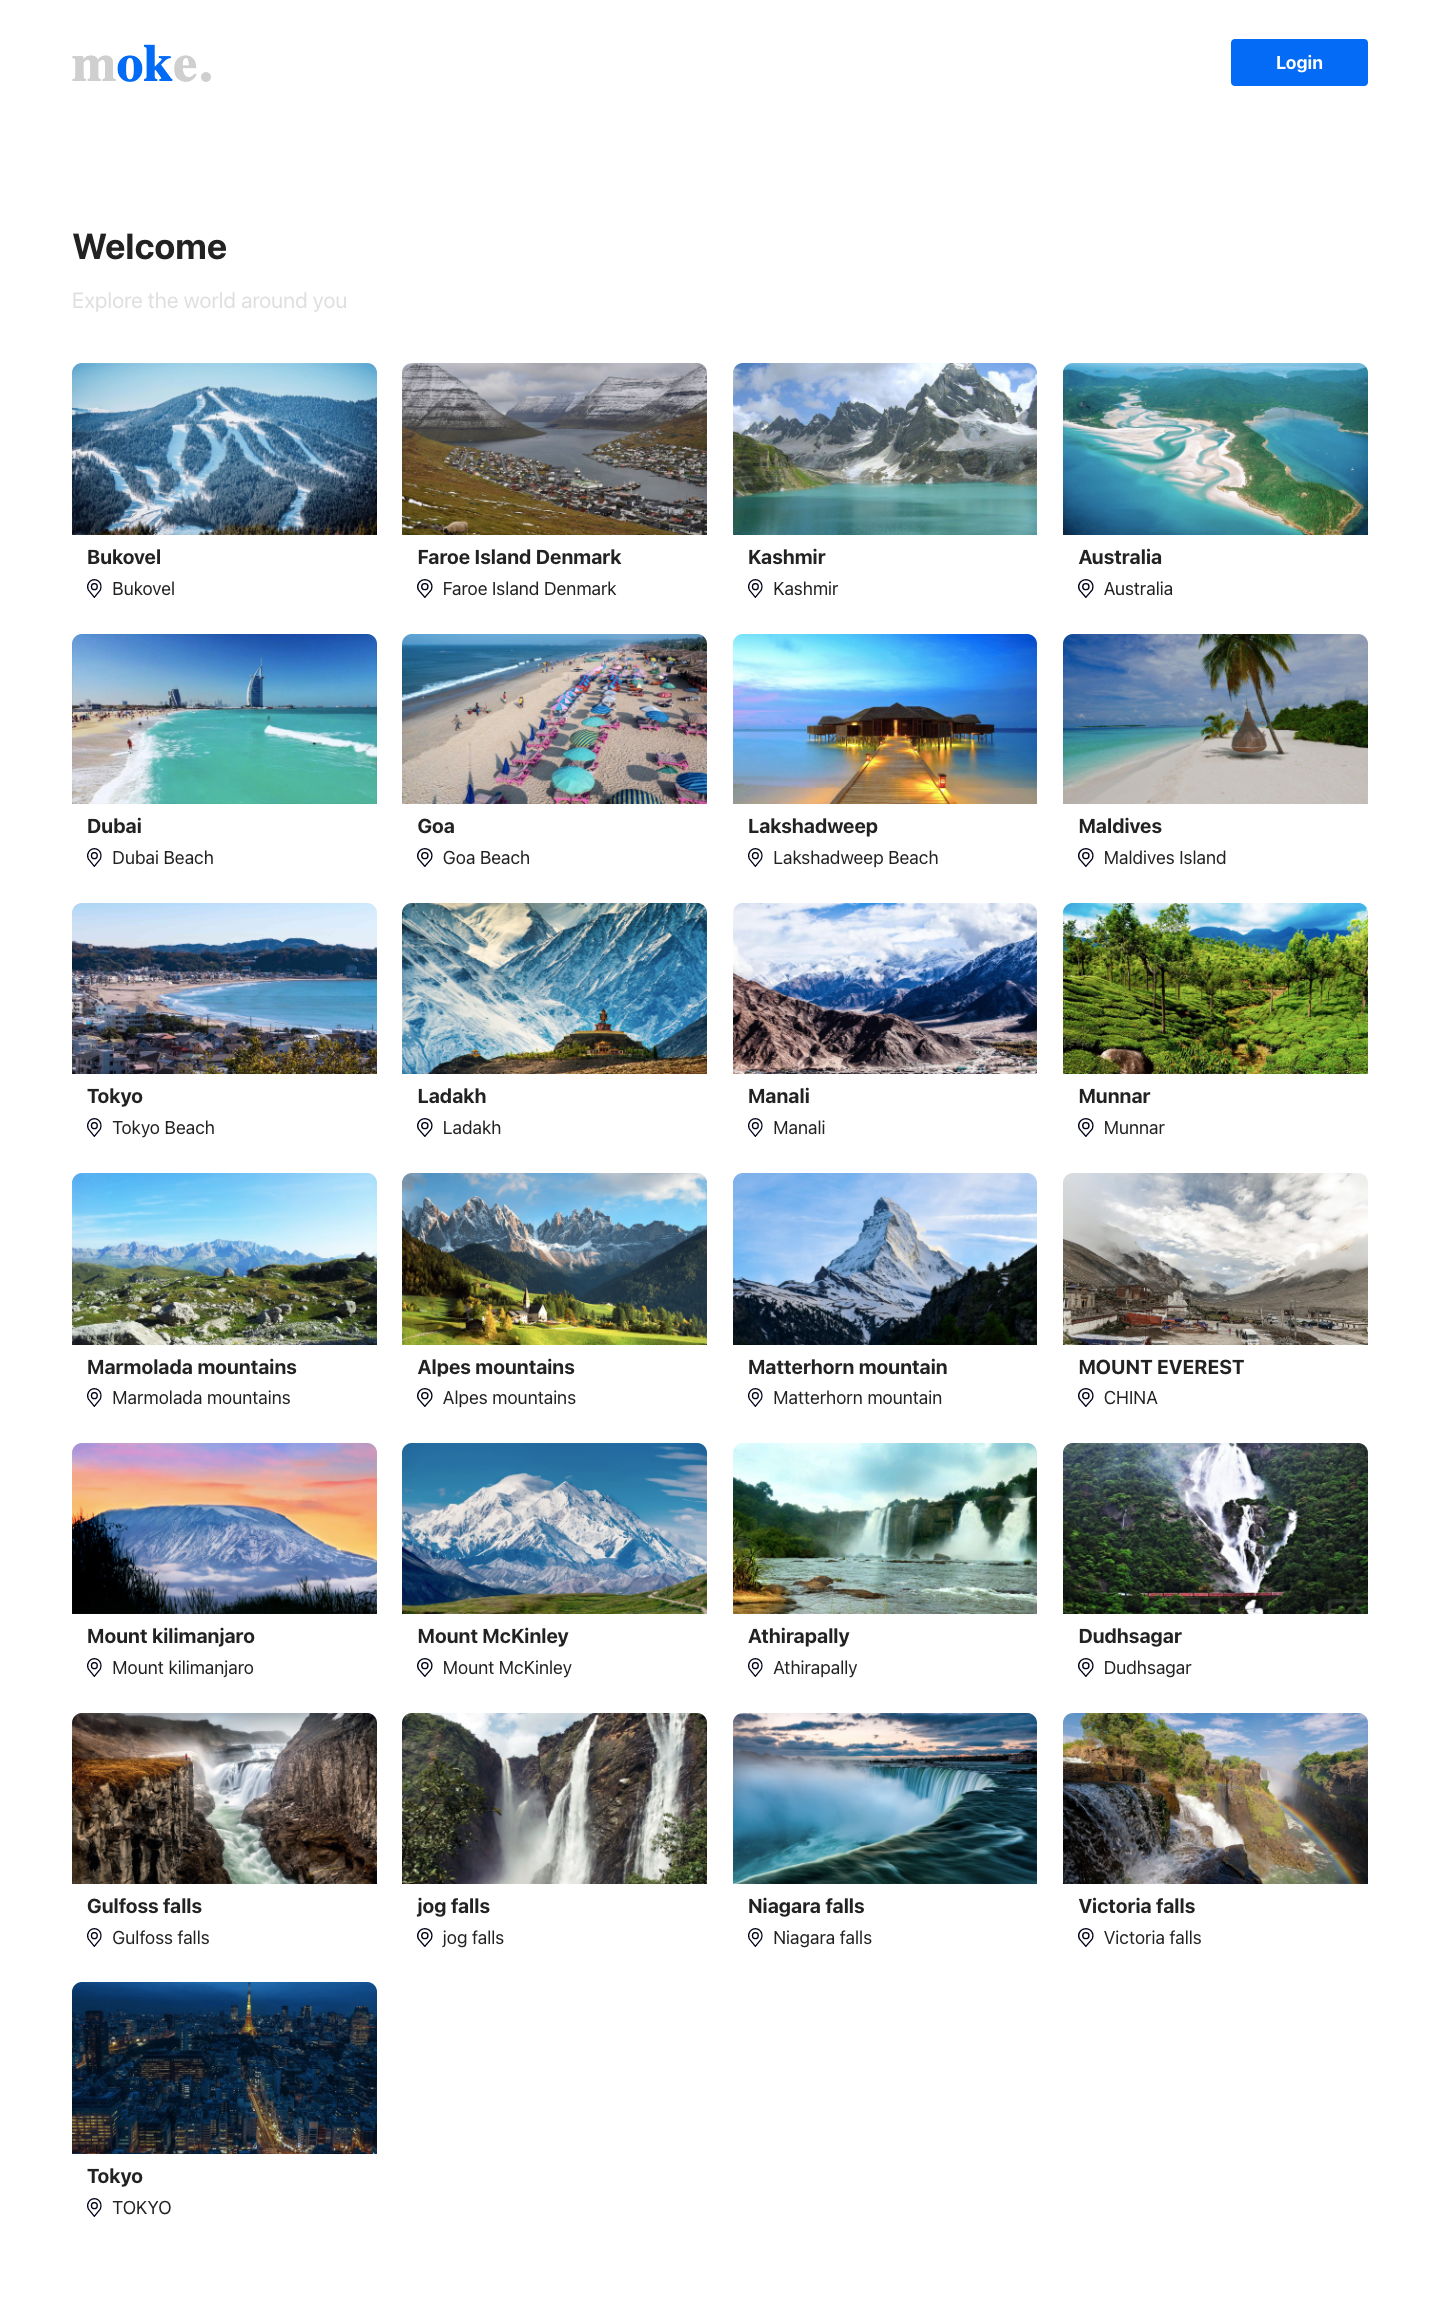 moke.
Login
Welcome
Explore the world around you
Bukovel
Bukovel
Faroe Island Denmark
Faroe Island Denmark
Kashmir
Kashmir
Australia
Australia
Dubai
Dubai Beach
Goa
Goa Beach
Lakshadweep
Lakshadweep Beach
Maldives
Maldives Island
Tokyo
Tokyo Beach
Ladakh
Ladakh
Manali
Manali
Munnar
Munnar
Marmolada mountains
Marmolada mountains
Alpes mountains
Alpes mountains
Matterhorn mountain
Matterhorn mountain
MOUNT EVEREST
CHINA
Mount kilimanjaro
Mount kilimanjaro
Mount McKinley
Mount McKinley
Athirapally
Athirapally
Dudhsagar
Dudhsagar
Gulfoss falls
Gulfoss falls
jog falls
jog falls
Niagara falls
Niagara falls
Victoria falls
Victoria falls
Tokyo
TOKYO